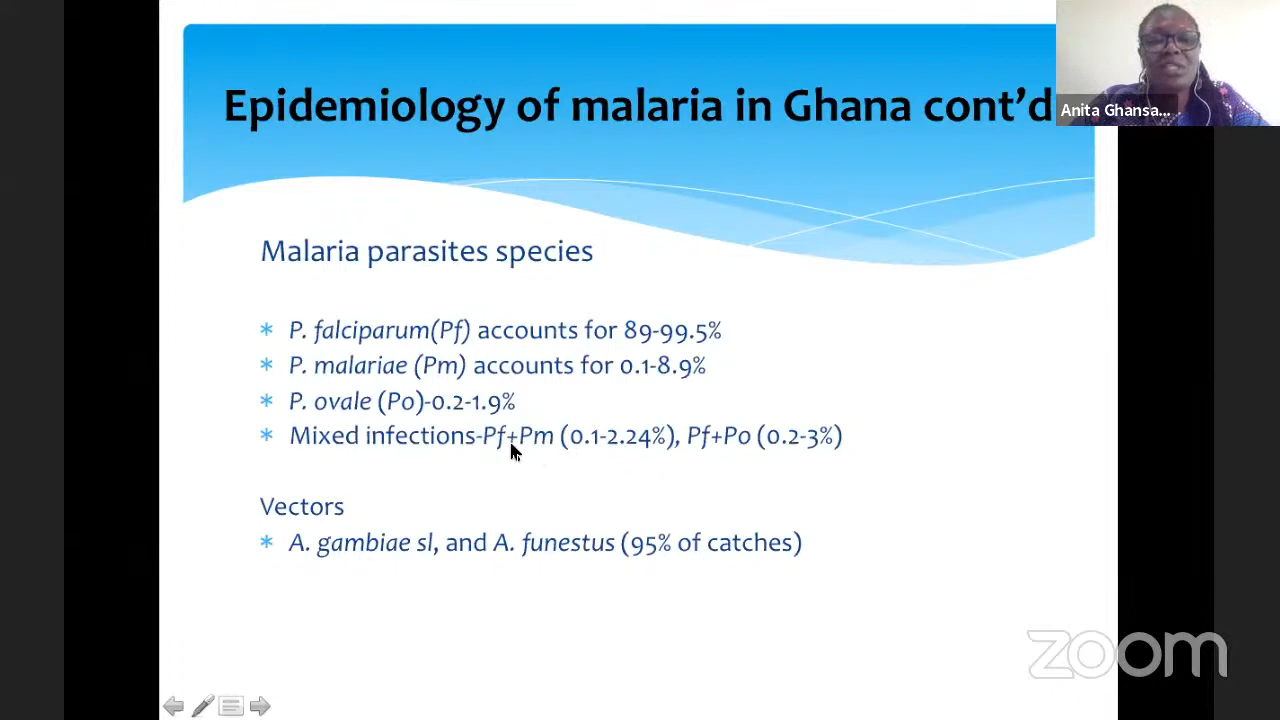 Epidemiology of malaria in Ghana cont'd
Anita Ghansa...
Malaria parasites species
* P. falciparum(Pf) accounts for 89-99.5%
* P. malariae (Pm) accounts for 0.1-8.9%
* P. ovale (Po)-0.2-1.9%
* Mixed infections-Pf+Pm (0.1-2.24%), Pf+Po (0.2-3%)
Vectors
* A. gambiae sl, and A. funestus (95% of catches)
zoom